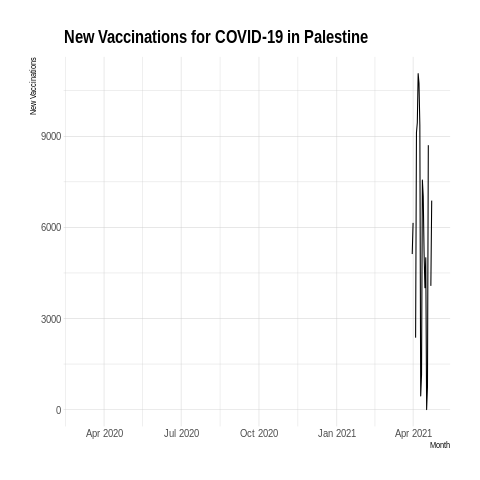 New Vaccinations for COVID-19 in Palestine
New Vaccinations
9000
6000
3000
0
Apr 2020 Jul 2020 Oct 2020 Jan 2021 Apr 2021
Month